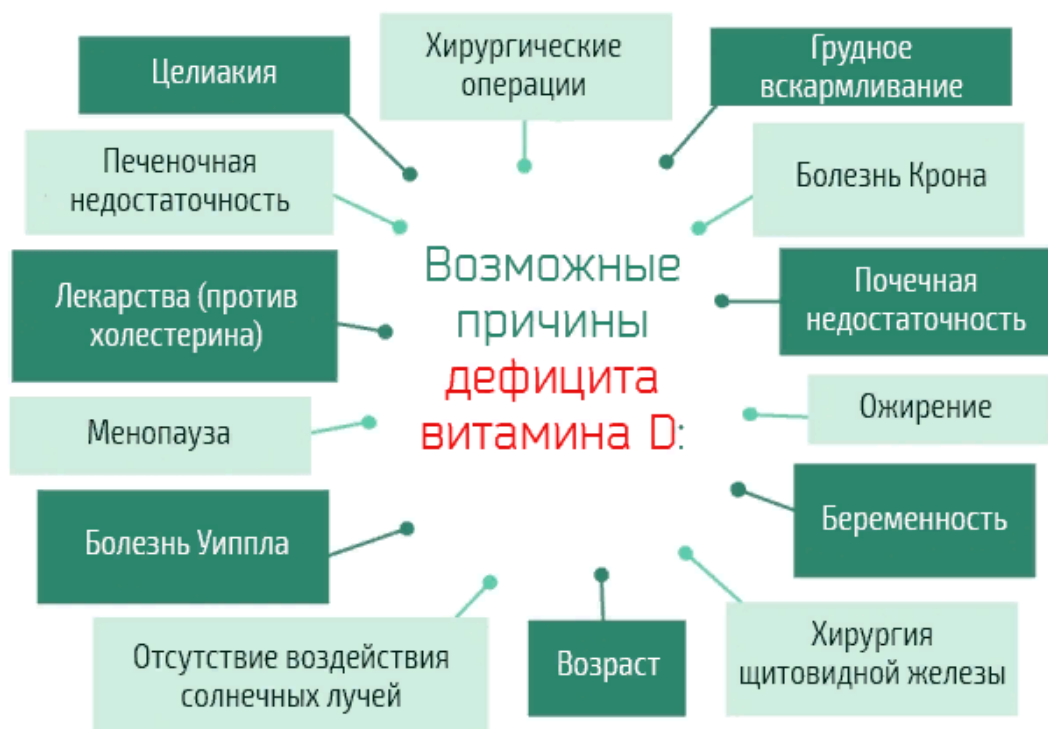 Целиакия
Хирургические
операции
Грудное
вскармливание
Печеночная
недостаточность
Болезнь Крона
Лекарства (против
холестерина)
Возможные
причины
дефицита
витамина D:
Почечная
недостаточность
Менопауза
Ожирение
Болезнь Уиппла
Беременность
Отсутствие воздействия
солнечных лучей
Возраст
Хирургия
щитовидной железы